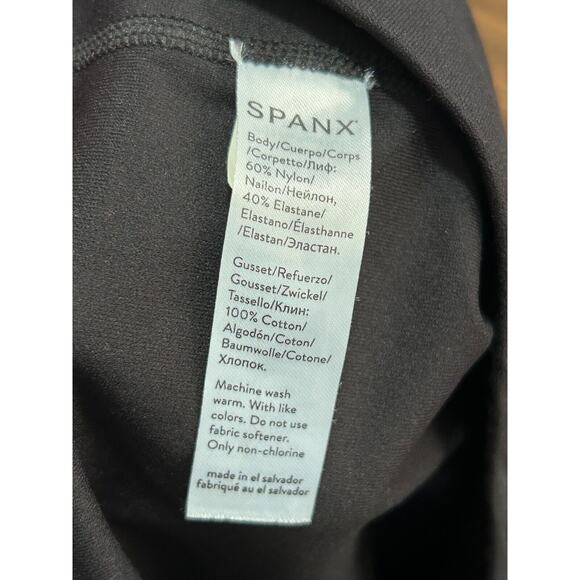 SPANX®
Body/Cuerpo/Corps
/Corpetto/Лиф:
60% Nylon/
Nailon/Нейлон,
40% Elastane/
Elastano/Élasthanne
/Elastan/Эластан.
Gusset/Refuerzo/
Gousset/Zwickel/
Tassello/Клин:
100% Cotton/
Algodón/Coton/
Baumwolle/Cotone/
Хлопок.
Machine wash
warm. With like
colors. Do not use
fabric softener.
Only non-chlorine
made in el salvador
fabriqué au el salvador